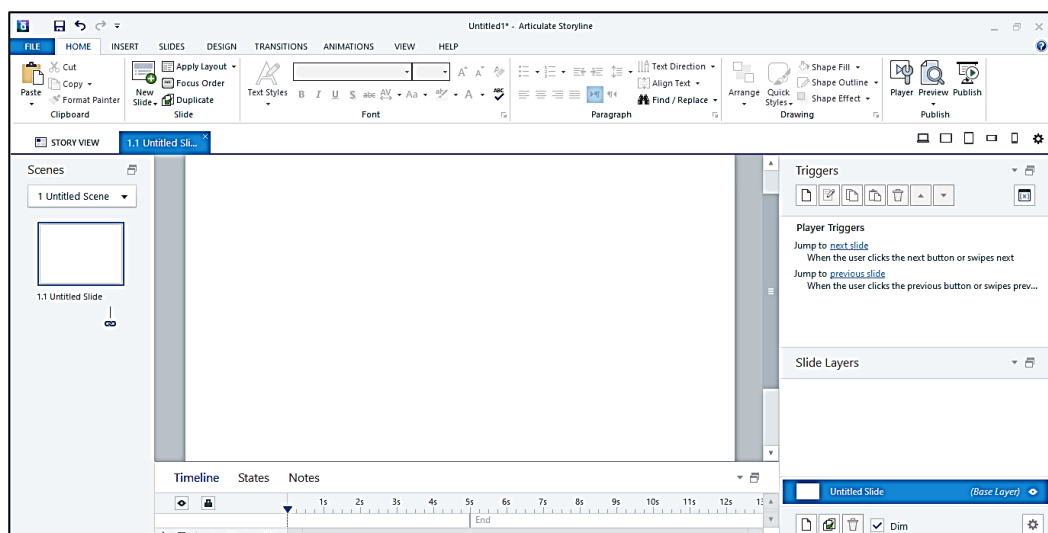 Untitled1* - Articulate Storyline
FILE HOME INSERT SLIDES DESIGN TRANSITIONS ANIMATIONS VIEW HELP
Paste
Cut
Copy
Format Painter
Clipboard
New Slide
Apply Layout
Focus Order
Duplicate
Slide
Text Styles
B I U S abc AV Aa A ABC
Font
Text Direction
Align Text
Find / Replace
Paragraph
Arrange
Quick Styles
Shape Fill
Shape Outline
Shape Effect
Drawing
Player Preview Publish
Publish
STORY VIEW
1.1 Untitled Sli...
Scenes
1 Untitled Scene
1.1 Untitled Slide
Triggers
Player Triggers
Jump to next slide
When the user clicks the next button or swipes next
Jump to previous slide
When the user clicks the previous button or swipes prev...
Slide Layers
Untitled Slide (Base Layer)
Dim
Timeline States Notes
1s 2s 3s 4s 5s 6s 7s 8s 9s 10s 11s 12s
End